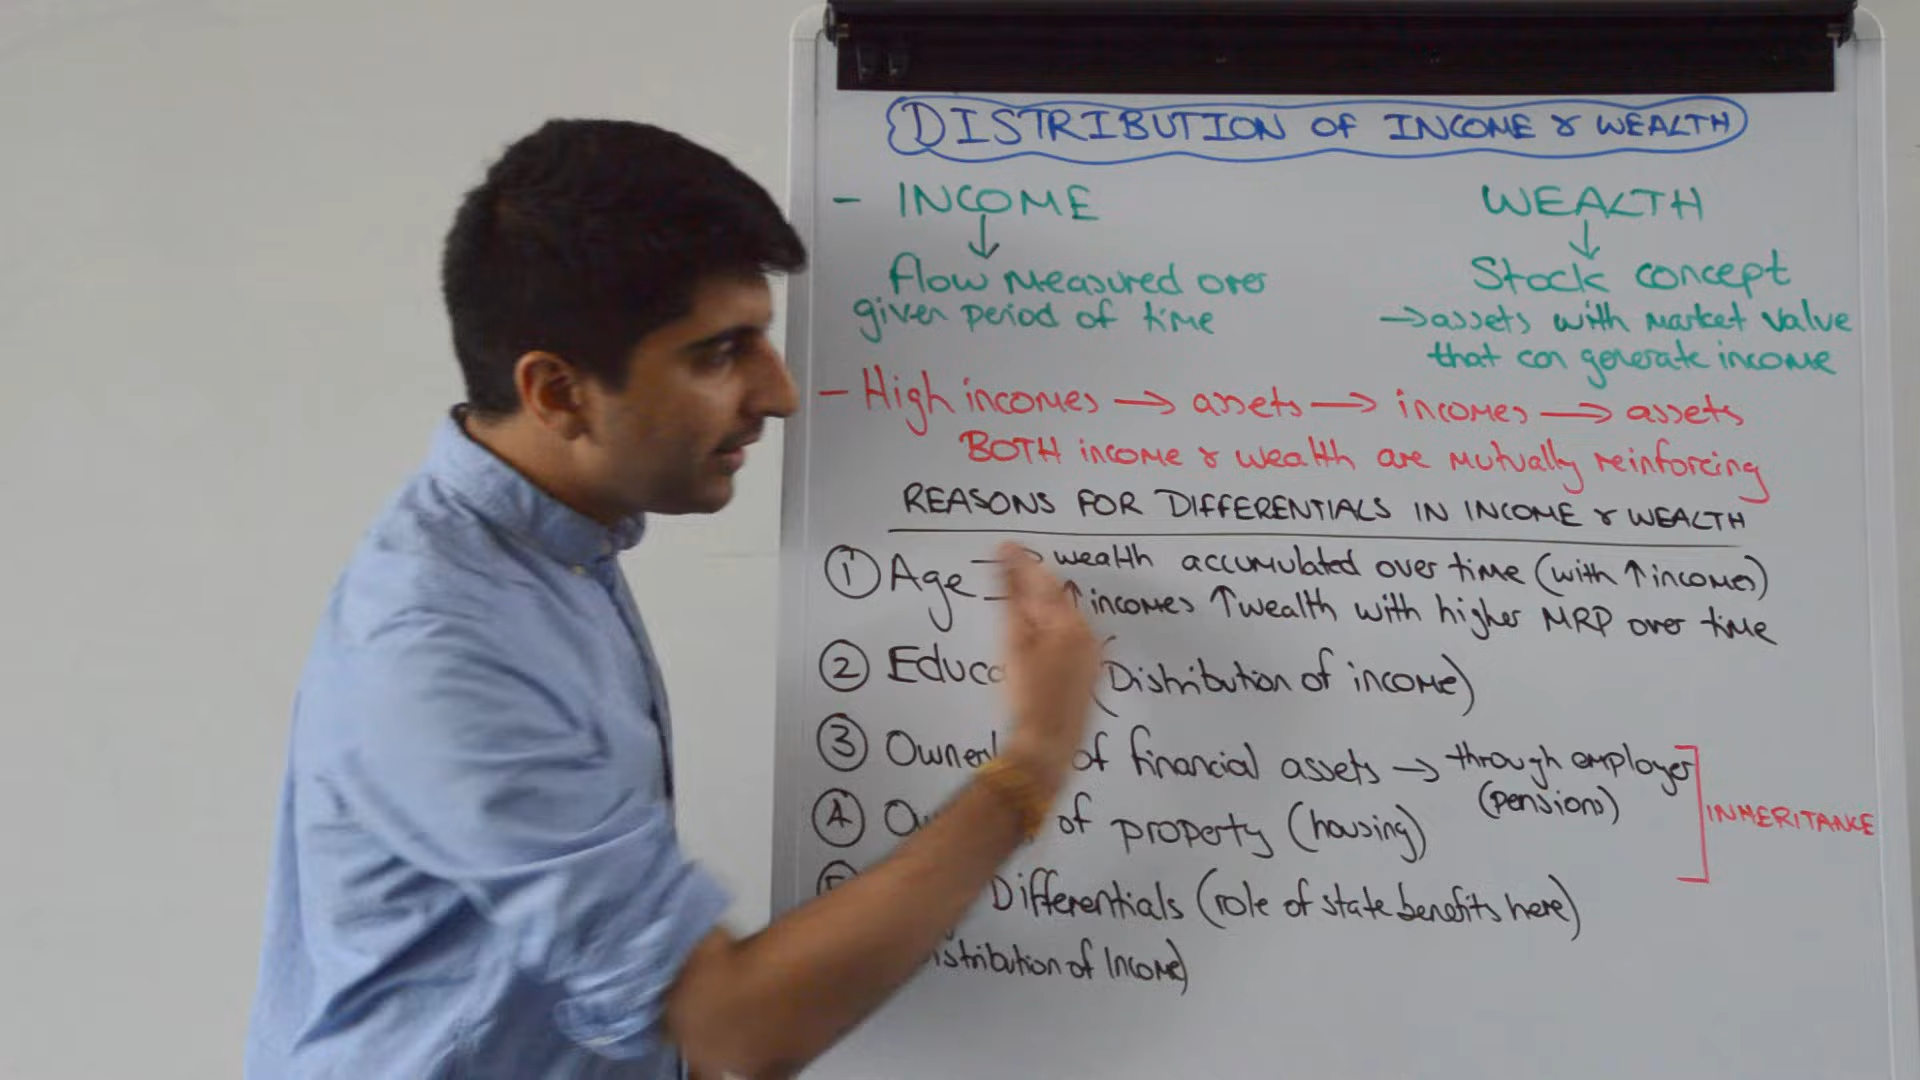 DISTRIBUTION OF INCOME & WEALTH
- INCOME
↓
flow measured over
given period of time
WEALTH
↓
Stock concept
→ assets with market value
that can generate income
- High incomes → assets → incomes → assets
BOTH income & wealth are mutually reinforcing
REASONS FOR DIFFERENTIALS IN INCOME & WEALTH
① Age → wealth accumulated over time (with ↑ incomes)
↑ incomes ↑ wealth with higher MRP over time
② (Distribution of income)
③ of financial assets → through employer
(pensions)
④ of property (housing)
INHERITANCE
Differentials (role of state benefits here)
of Income)